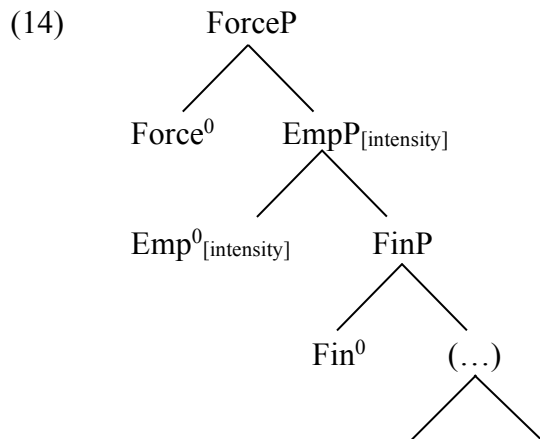 (14) ForceP
Force⁰ EmpP[intensity]
Emp⁰[intensity] FinP
Fin⁰ (…)